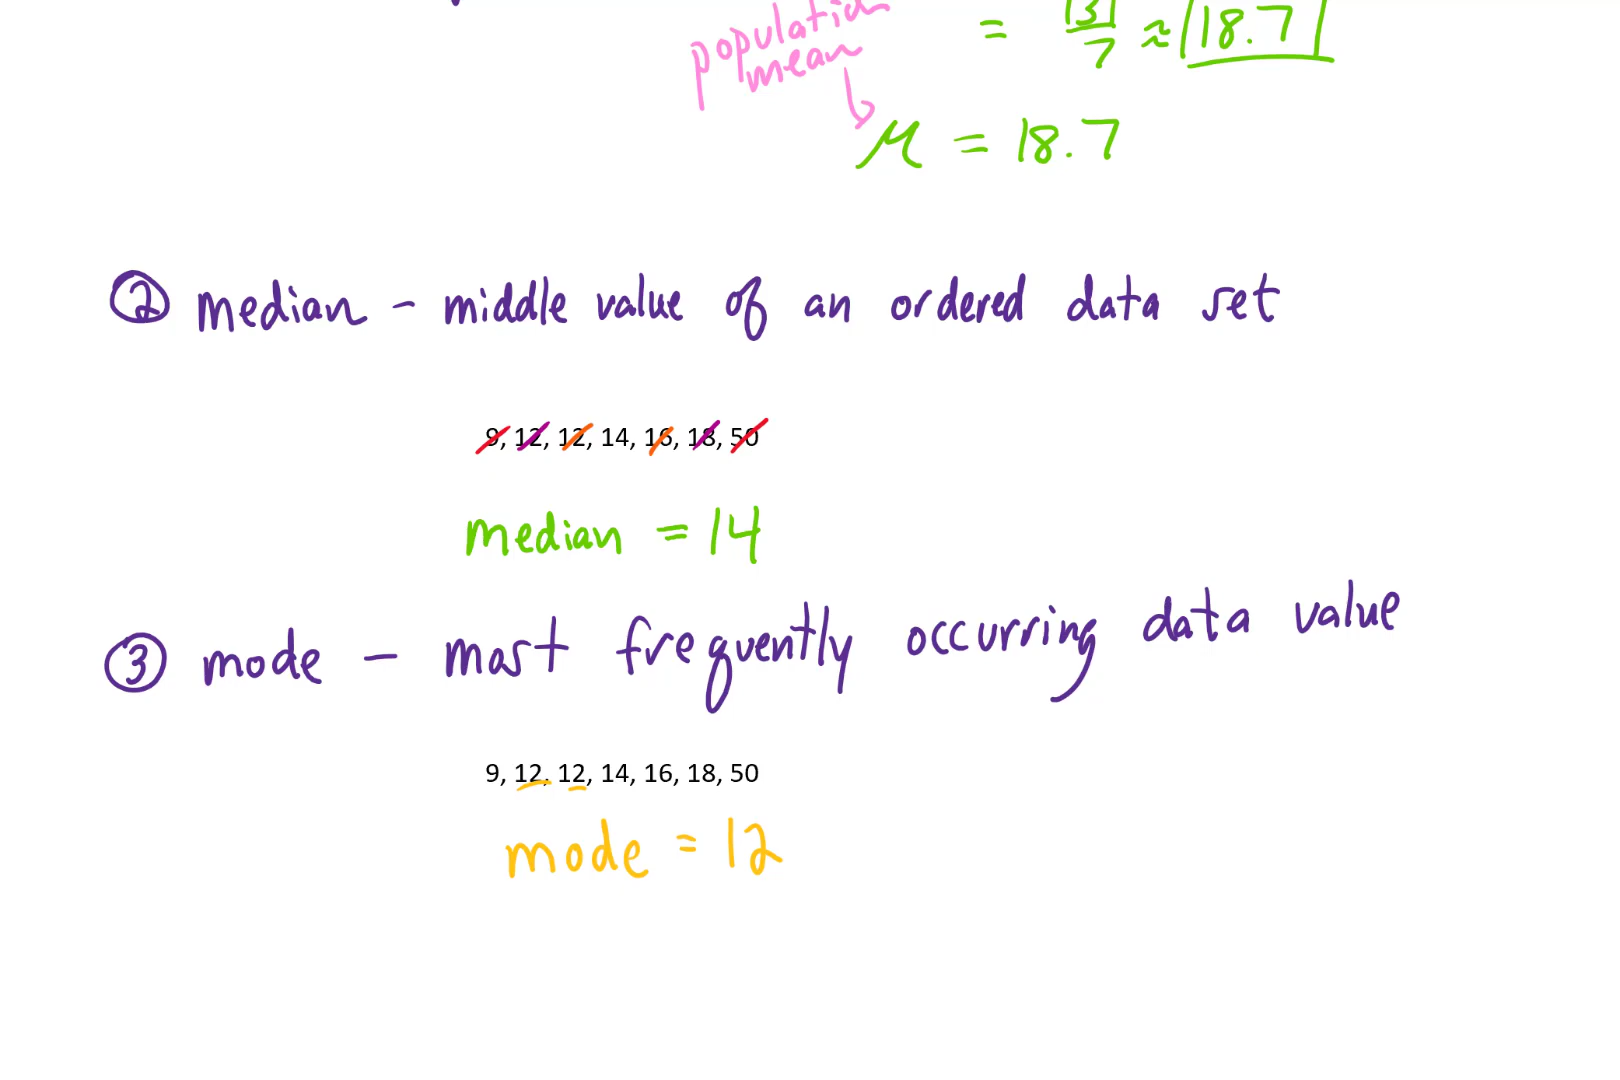 population
mean
= 131/7 ≈ 18.7
μ = 18.7
② median – middle value of an ordered data set
9, 12, 12, 14, 16, 18, 50
median = 14
③ mode – most frequently occurring data value
9, 12, 12, 14, 16, 18, 50
mode = 12